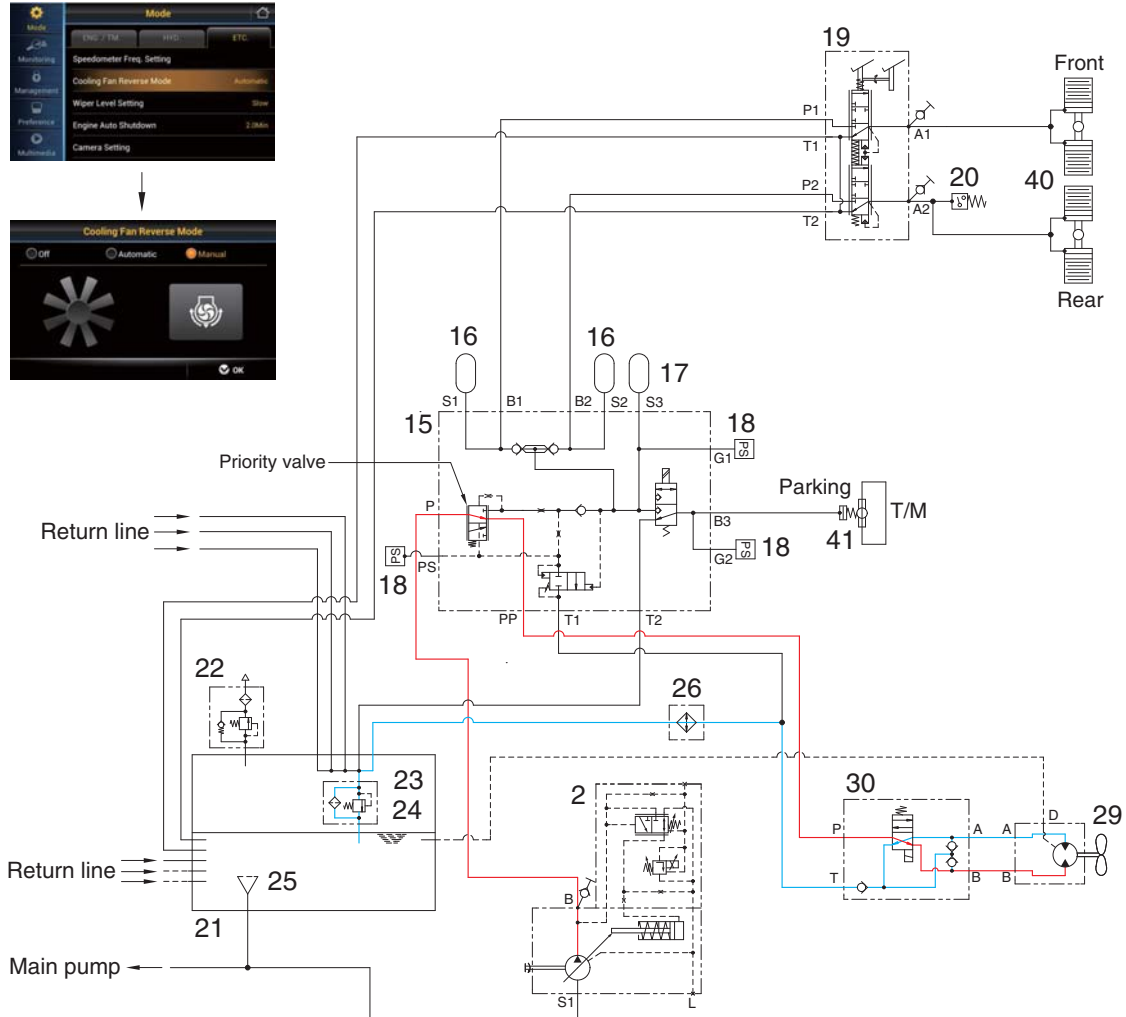 Mode
Mode
Monitoring
Management
Preference
Multimedia
ENG. / TM.
HYD.
ETC.
Speedometer Freq. Setting
Cooling Fan Reverse Mode
Automatic
Wiper Level Setting
Slow
Engine Auto Shutdown
2.0Min
Camera Setting
Cooling Fan Reverse Mode
Off
Automatic
Manual
OK
19
Front
P1
T1
A1
P2
T2
A2
20
40
Rear
16
16
17
S1
B1
B2
S2
S3
15
18
PS
G1
Priority valve
P
Parking
T/M
B3
41
Return line
PS
18
PS
G2
18
PS
PP
T1
T2
22
26
23
24
2
30
29
P
A
A
D
T
B
B
Return line
25
21
B
Main pump
S1
L